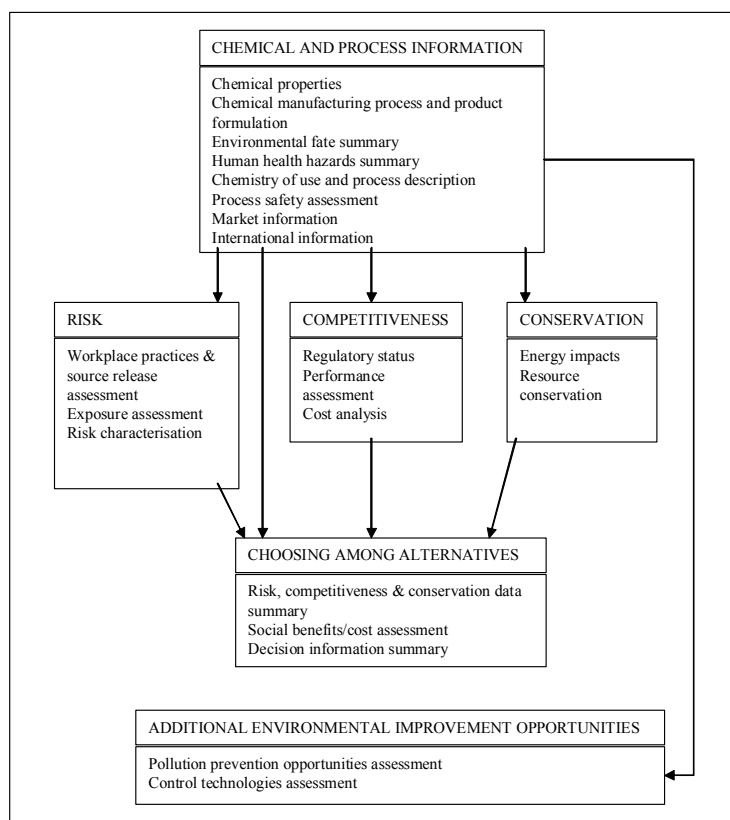 CHEMICAL AND PROCESS INFORMATION
Chemical properties
Chemical manufacturing process and product
formulation
Environmental fate summary
Human health hazards summary
Chemistry of use and process description
Process safety assessment
Market information
International information
RISK
Workplace practices &
source release
assessment
Exposure assessment
Risk characterisation
COMPETITIVENESS
Regulatory status
Performance
assessment
Cost analysis
CONSERVATION
Energy impacts
Resource
conservation
CHOOSING AMONG ALTERNATIVES
Risk, competitiveness & conservation data
summary
Social benefits/cost assessment
Decision information summary
ADDITIONAL ENVIRONMENTAL IMPROVEMENT OPPORTUNITIES
Pollution prevention opportunities assessment
Control technologies assessment